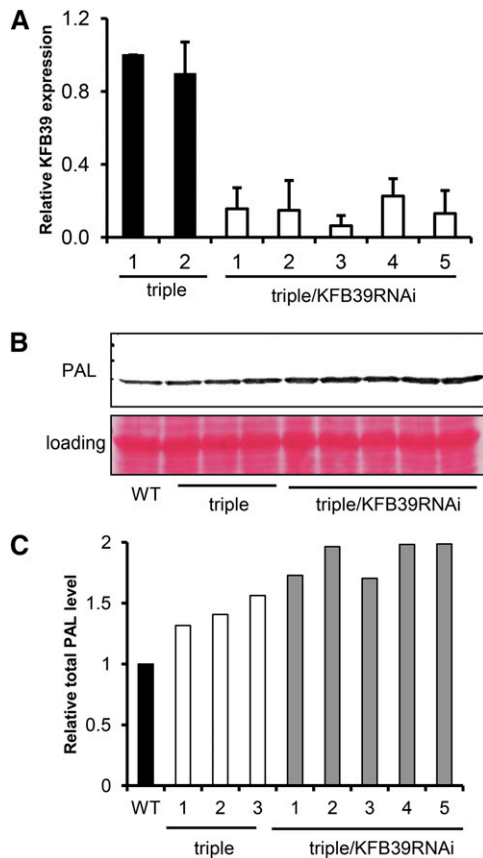 A
Relative KFB39 expression
1.2
0.8
0.4
0.0
1 2 1 2 3 4 5
triple triple/KFB39RNAi
B
PAL
loading
WT triple triple/KFB39RNAi
C
Relative total PAL level
2
1.5
1
0.5
0
WT 1 2 3 1 2 3 4 5
triple triple/KFB39RNAi